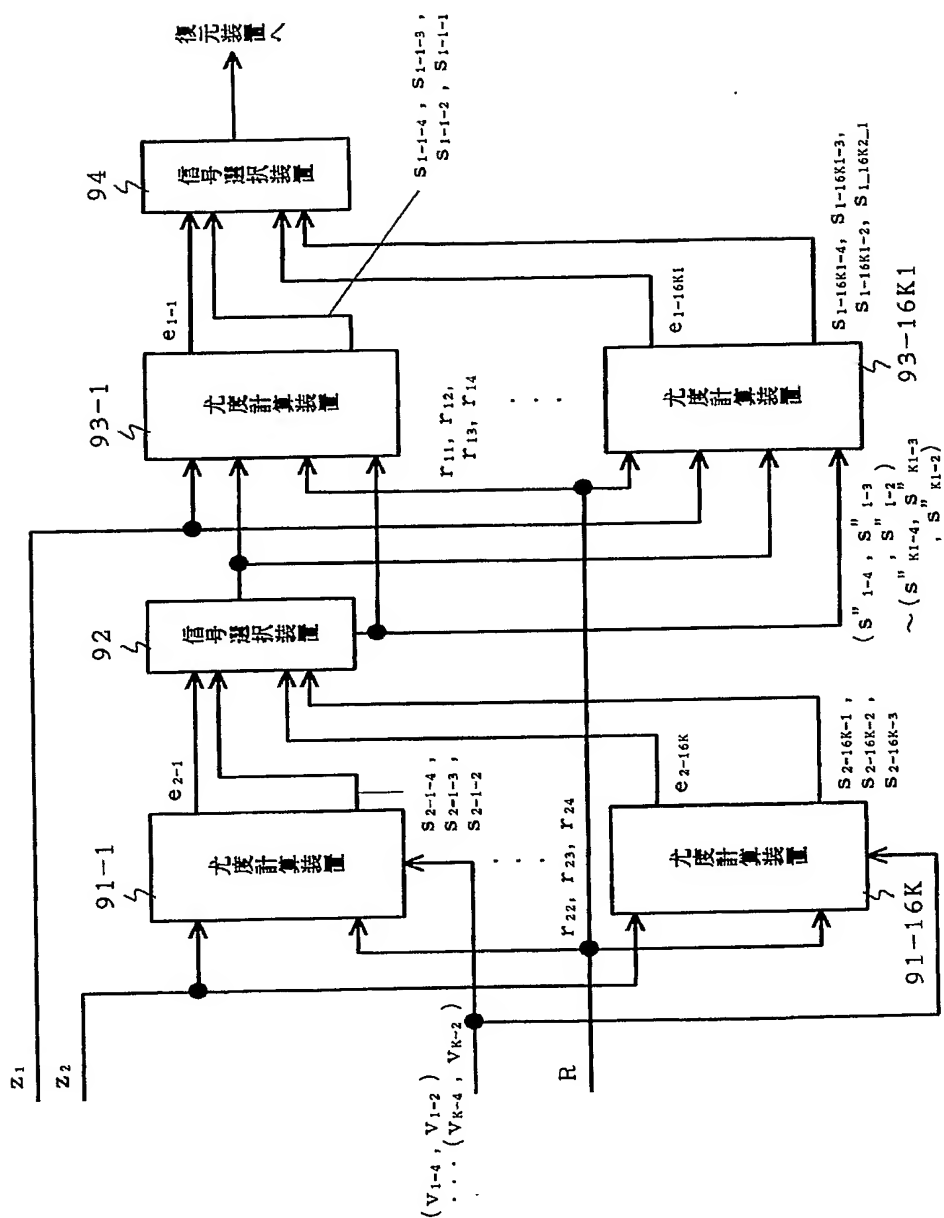 z₁
z₂
(v₁₋₄, v₁₋₂)
· · · (v_K₋₄, v_K₋₂)
R
91-1
尤度計算装置
e₂₋₁
s₂₋₁₋₄,
s₂₋₁₋₃,
s₂₋₁₋₂
· · ·
r₂₂, r₂₃, r₂₄
91-16K
尤度計算装置
e₂₋₁₆K
s₂₋₁₆K₋₁,
s₂₋₁₆K₋₂,
s₂₋₁₆K₋₃
92
信号選択装置
93-1
尤度計算装置
e₁₋₁
r₁₁, r₁₂,
r₁₃, r₁₄
· · ·
(s"₁₋₄, s"₁₋₃
, s"₁₋₂)
~(s"_K1₋₄, s"_K1₋₃
, s"_K1₋₂)
尤度計算装置
93-16K1
e₁₋₁₆K1
s₁₋₁₆K1₋₄, s₁₋₁₆K1₋₃,
s₁₋₁₆K1₋₂, s₁_₁₆K2_₁
94
信号選択装置
s₁₋₁₋₄, s₁₋₁₋₃,
s₁₋₁₋₂, s₁₋₁₋₁
復元装置へ